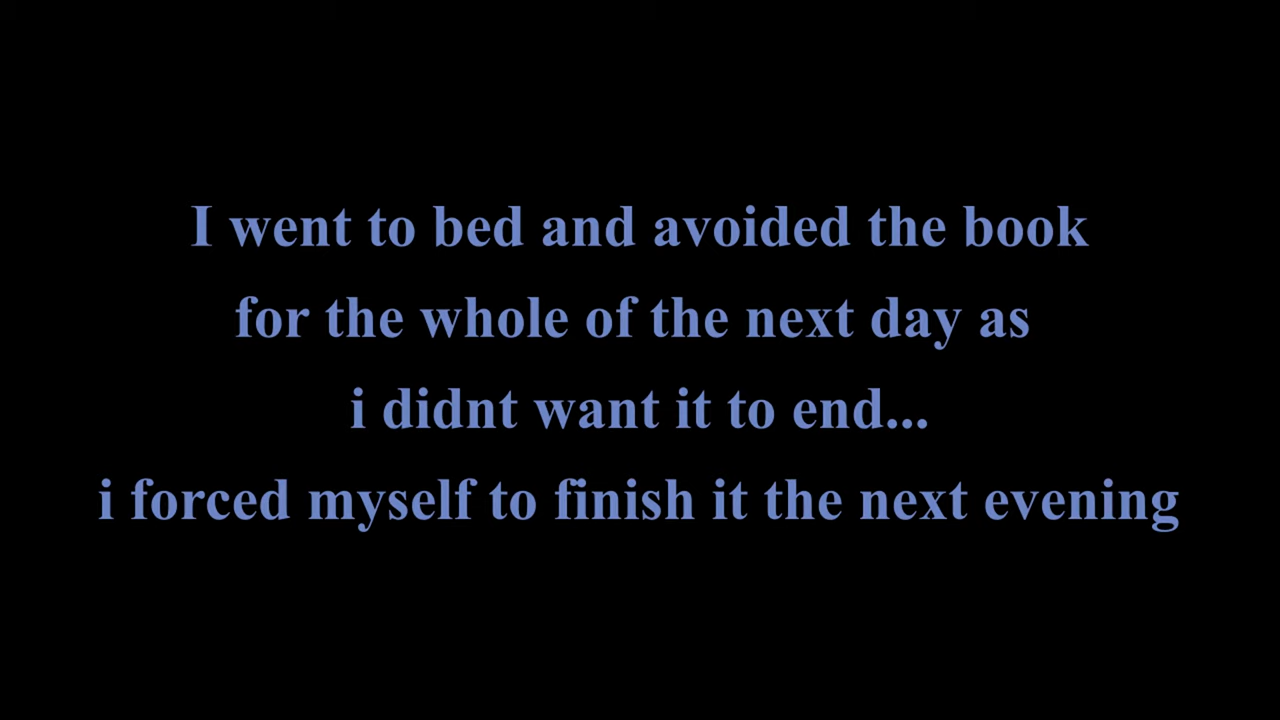 I went to bed and avoided the book
for the whole of the next day as
i didnt want it to end...
i forced myself to finish it the next evening